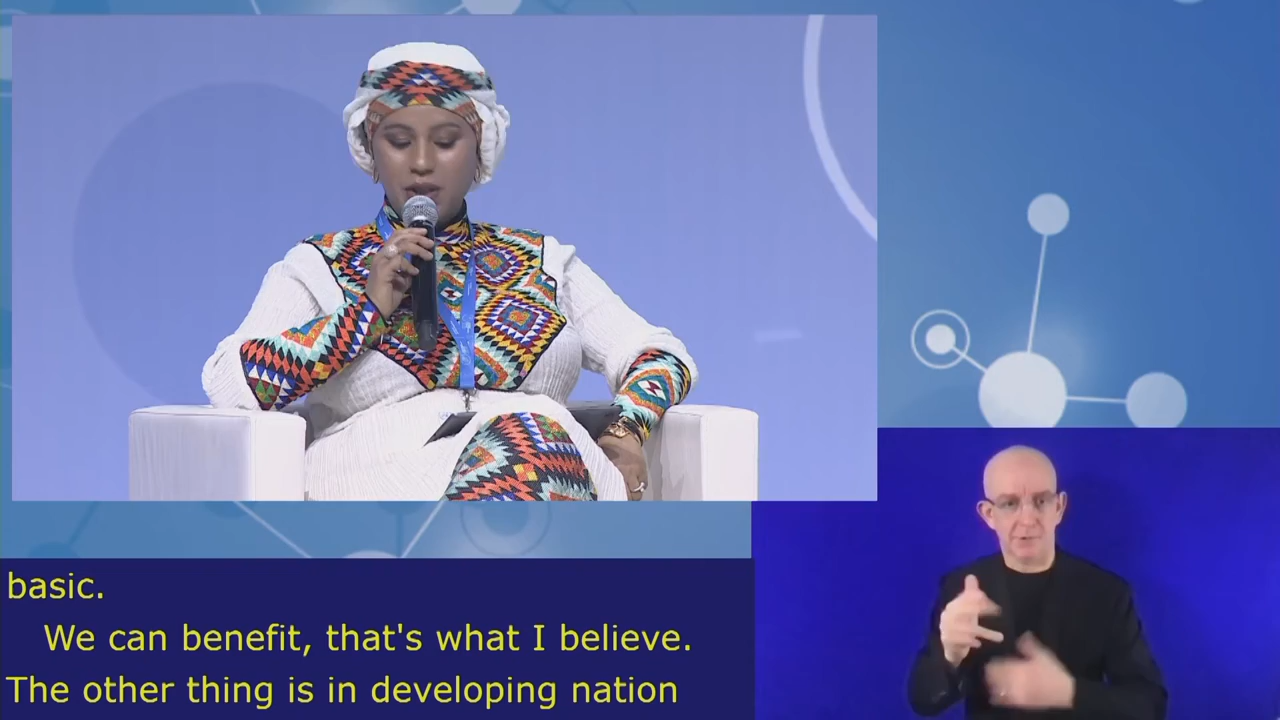 basic.
We can benefit, that's what I believe.
The other thing is in developing nation